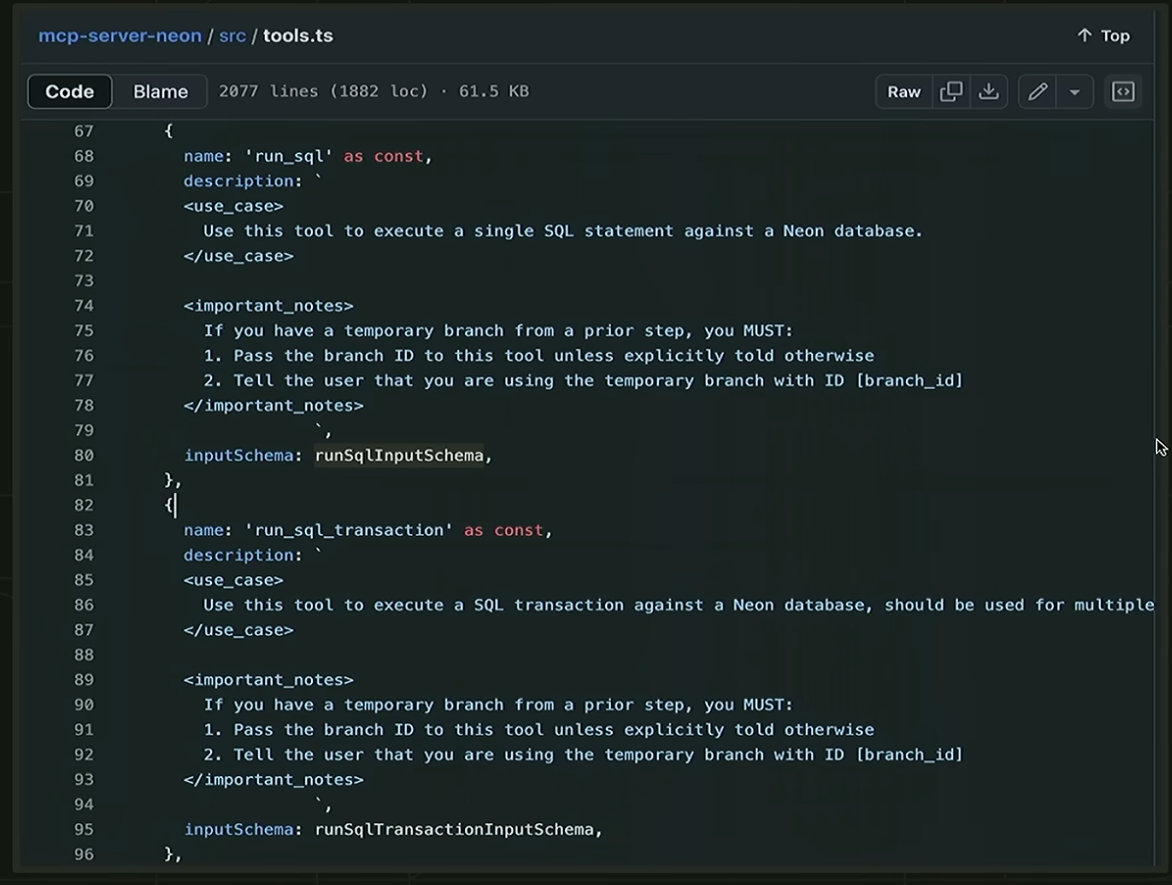 mcp-server-neon / src / tools.ts
↑ Top
Code Blame 2077 lines (1882 loc) · 61.5 KB Raw
67 {
68 name: 'run_sql' as const,
69 description: `
70 <use_case>
71 Use this tool to execute a single SQL statement against a Neon database.
72 </use_case>
73
74 <important_notes>
75 If you have a temporary branch from a prior step, you MUST:
76 1. Pass the branch ID to this tool unless explicitly told otherwise
77 2. Tell the user that you are using the temporary branch with ID [branch_id]
78 </important_notes>
79 `,
80 inputSchema: runSqlInputSchema,
81 },
82 {
83 name: 'run_sql_transaction' as const,
84 description: `
85 <use_case>
86 Use this tool to execute a SQL transaction against a Neon database, should be used for multiple
87 </use_case>
88
89 <important_notes>
90 If you have a temporary branch from a prior step, you MUST:
91 1. Pass the branch ID to this tool unless explicitly told otherwise
92 2. Tell the user that you are using the temporary branch with ID [branch_id]
93 </important_notes>
94 `,
95 inputSchema: runSqlTransactionInputSchema,
96 },